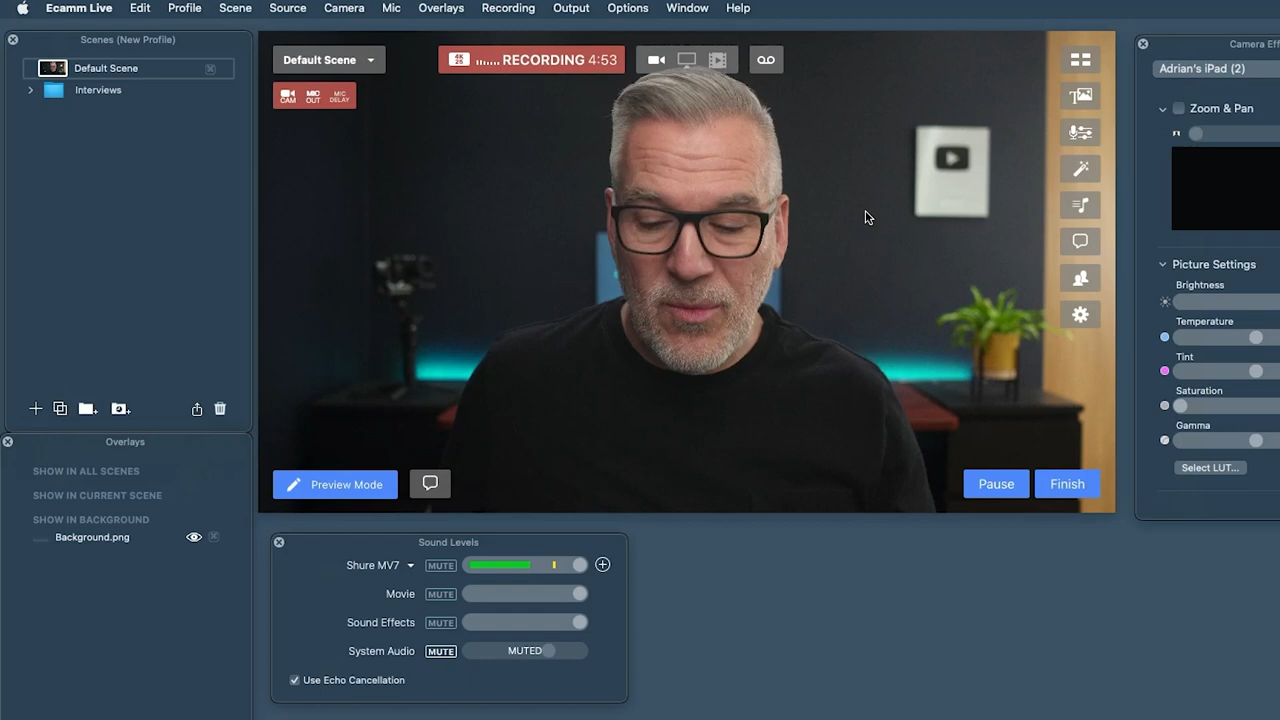 Ecamm Live Edit Profile Scene Source Camera Mic Overlays Recording Output Options Window Help
Scenes (New Profile)
Default Scene
Interviews
Overlays
SHOW IN ALL SCENES
SHOW IN CURRENT SCENE
SHOW IN BACKGROUND
Background.png
Default Scene
4K
25
RECORDING 4:53
CAM
MIC
OUT
MIC
DELAY
Preview Mode
Pause
Finish
Sound Levels
Shure MV7 MUTE
Movie MUTE
Sound Effects MUTE
System Audio MUTE MUTED
Use Echo Cancellation
Camera Eff
Adrian's iPad (2)
Zoom & Pan
Picture Settings
Brightness
Temperature
Tint
Saturation
Gamma
Select LUT...